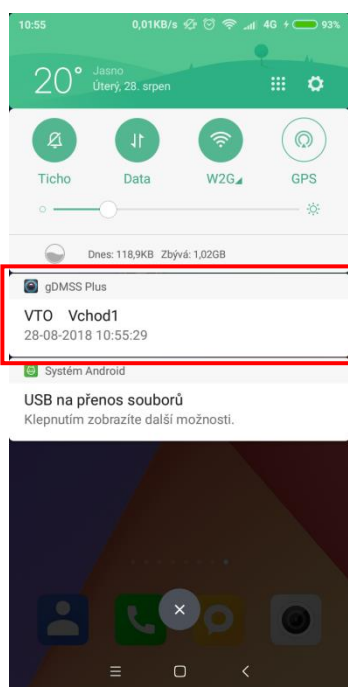 10:55 0,01KB/s 4G 93%
20° Jasno
Úterý, 28. srpen
Ticho Data W2G GPS
Dnes: 118,9KB Zbývá: 1,02GB
gDMSS Plus
VTO Vchod1
28-08-2018 10:55:29
Systém Android
USB na přenos souborů
Klepnutím zobrazíte další možnosti.